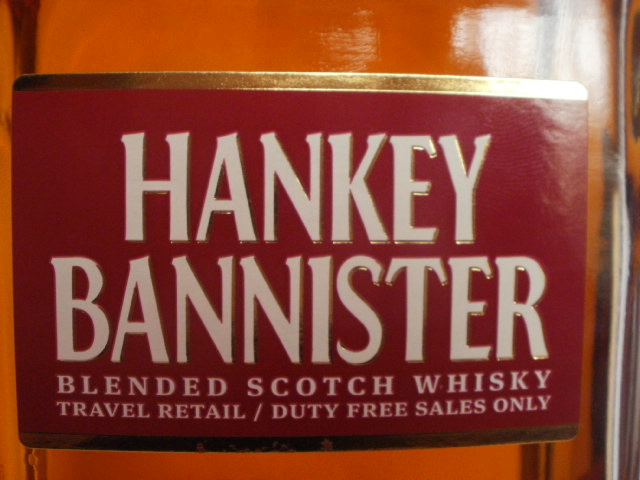 HANKEY
BANNISTER
BLENDED SCOTCH WHISKY
TRAVEL RETAIL / DUTY FREE SALES ONLY